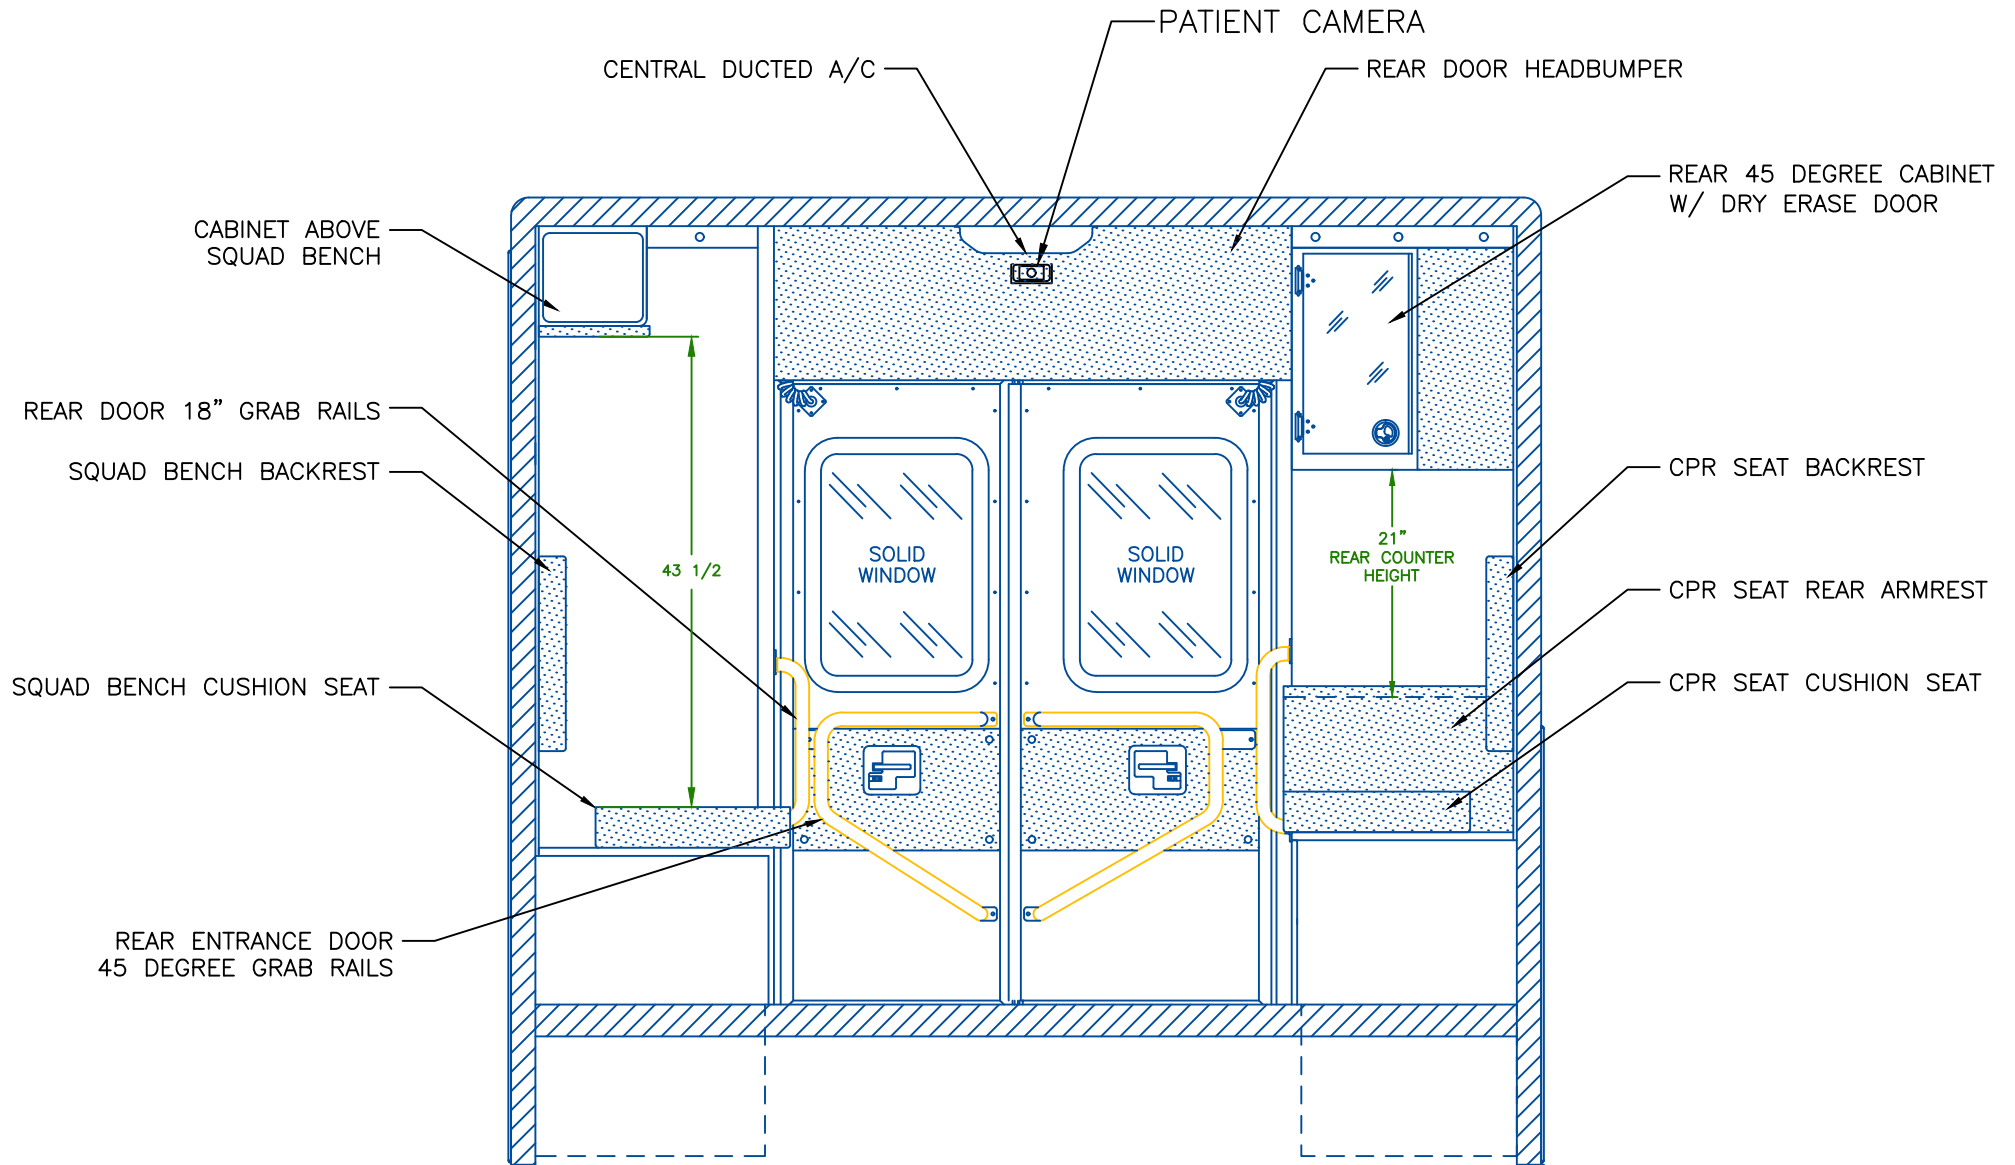 PATIENT CAMERA
CENTRAL DUCTED A/C
REAR DOOR HEADBUMPER
REAR 45 DEGREE CABINET
W/ DRY ERASE DOOR
CABINET ABOVE
SQUAD BENCH
REAR DOOR 18" GRAB RAILS
SQUAD BENCH BACKREST
CPR SEAT BACKREST
43 1/2
SOLID
WINDOW
SOLID
WINDOW
21"
REAR COUNTER
HEIGHT
CPR SEAT REAR ARMREST
SQUAD BENCH CUSHION SEAT
CPR SEAT CUSHION SEAT
REAR ENTRANCE DOOR
45 DEGREE GRAB RAILS